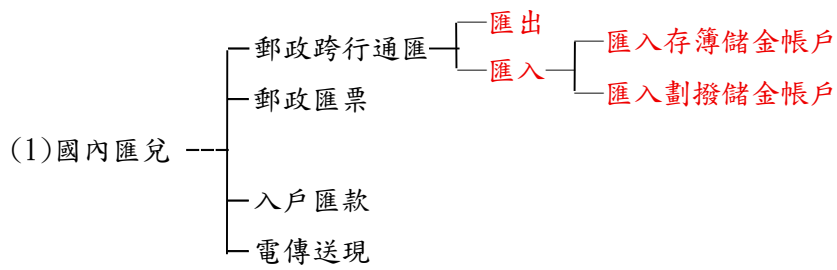 (1)國內匯兌
郵政跨行通匯
匯出
匯入
匯入存簿儲金帳戶
匯入劃撥儲金帳戶
郵政匯票
入戶匯款
電傳送現